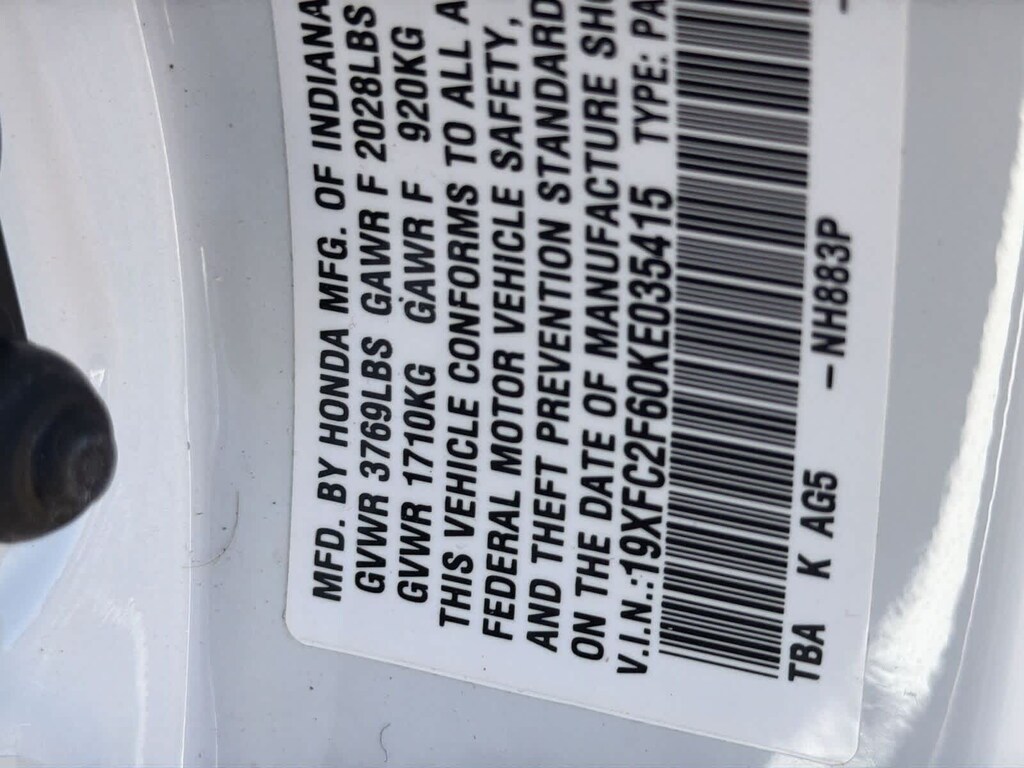 MFD. BY HONDA MFG. OF INDIANA
GVWR 3769LBS GAWR F 2028LBS
GVWR 1710KG GAWR F 920KG
THIS VEHICLE CONFORMS TO ALL A
FEDERAL MOTOR VEHICLE SAFETY,
AND THEFT PREVENTION STANDARD
ON THE DATE OF MANUFACTURE SH
V.I.N.:19XFC2F60KE035415 TYPE: PA
TBA K AG5 – NH883P –